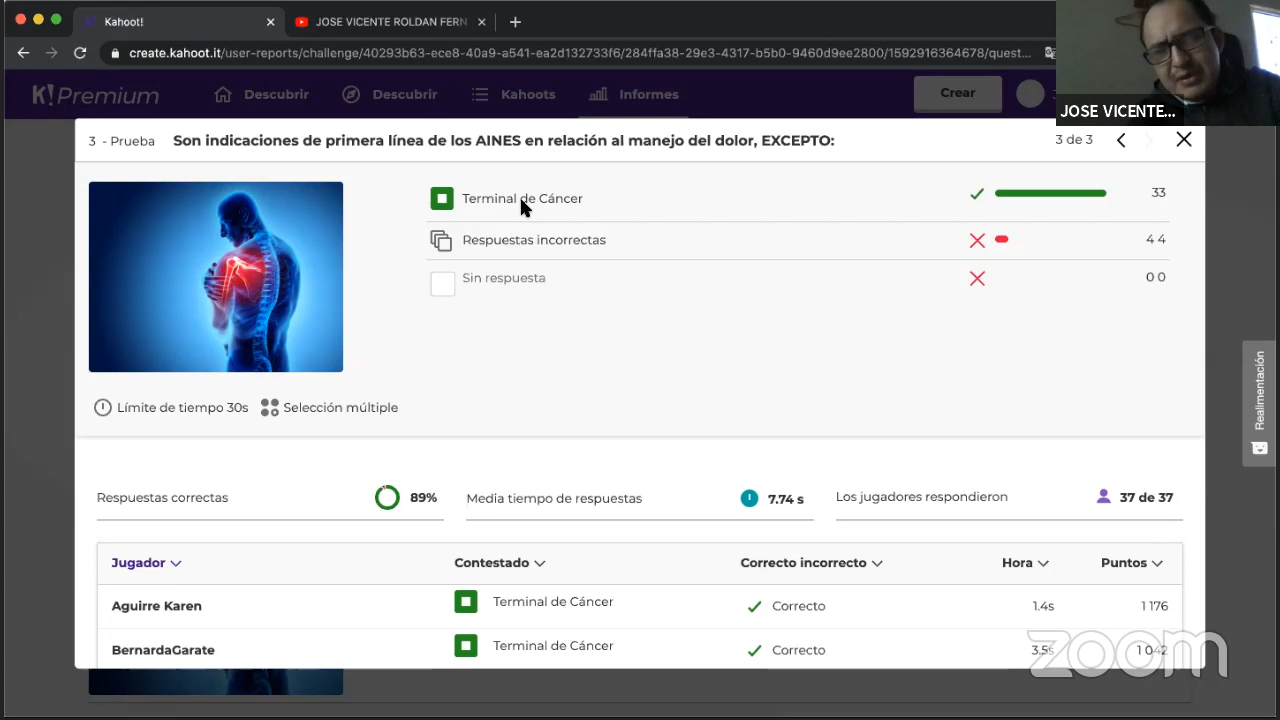 Kahoot!
JOSE VICENTE ROLDAN FERN
create.kahoot.it/user-reports/challenge/40293b63-ece8-40a9-a541-ea2d132733f6/284ffa38-29e3-4317-b5b0-9460d9ee2800/1592916364678/quest...
K! Premium
Descubrir
Descubrir
Kahoots
Informes
Crear
JOSE VICENTE...
3 - Prueba
Son indicaciones de primera línea de los AINES en relación al manejo del dolor, EXCEPTO:
3 de 3
Terminal de Cáncer
33
Respuestas incorrectas
4 4
Sin respuesta
0 0
Límite de tiempo 30s
Selección múltiple
Realimentación
Respuestas correctas
89%
Media tiempo de respuestas
7.74 s
Los jugadores respondieron
37 de 37
Jugador
Contestado
Correcto incorrecto
Hora
Puntos
Aguirre Karen
Terminal de Cáncer
Correcto
1.4s
1 176
BernardaGarate
Terminal de Cáncer
Correcto
3.5s
1 042
zoom